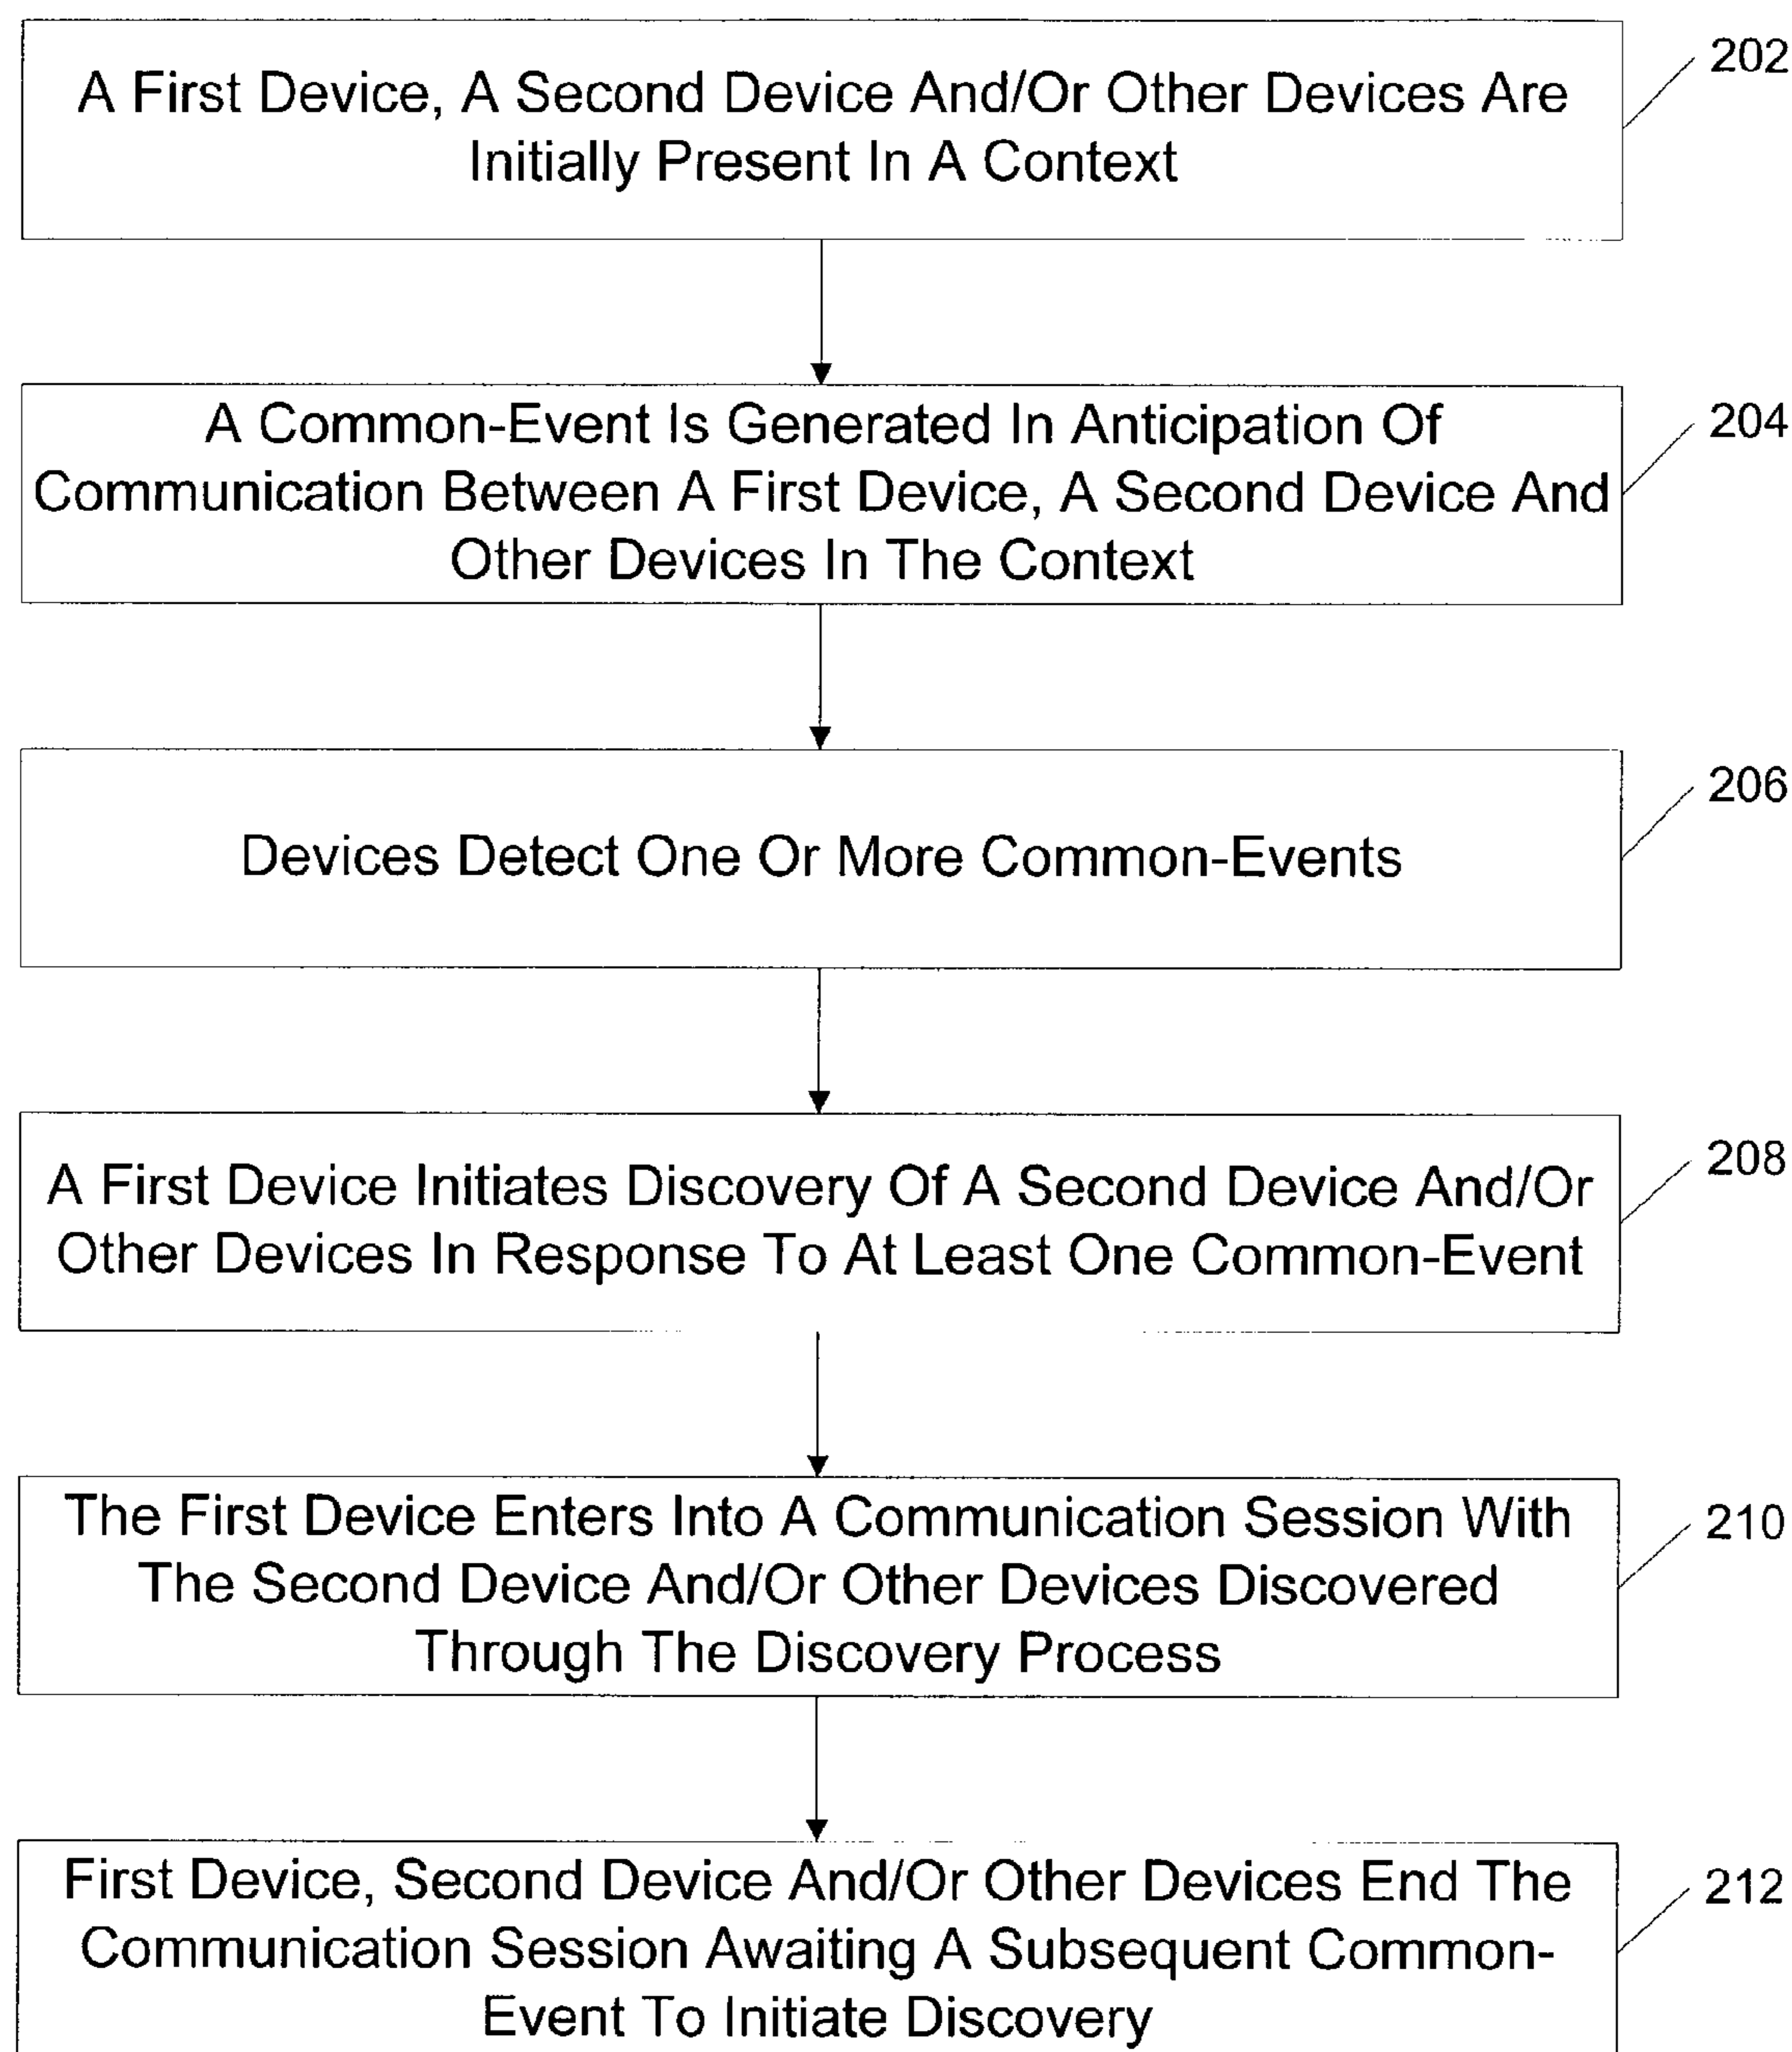 A First Device, A Second Device And/Or Other Devices Are
Initially Present In A Context
202
A Common-Event Is Generated In Anticipation Of
Communication Between A First Device, A Second Device And
Other Devices In The Context
204
Devices Detect One Or More Common-Events
206
A First Device Initiates Discovery Of A Second Device And/Or
Other Devices In Response To At Least One Common-Event
208
The First Device Enters Into A Communication Session With
The Second Device And/Or Other Devices Discovered
Through The Discovery Process
210
First Device, Second Device And/Or Other Devices End The
Communication Session Awaiting A Subsequent Common-
Event To Initiate Discovery
212